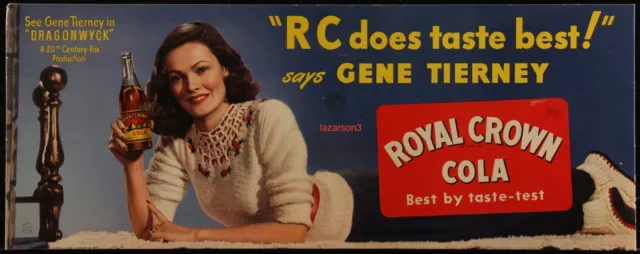 See Gene Tierney in
"DRAGONWYCK"
A 20th Century-Fox
Production
"RC does taste best!"
says GENE TIERNEY
lazarson3
ROYAL CROWN
COLA
Best by taste-test